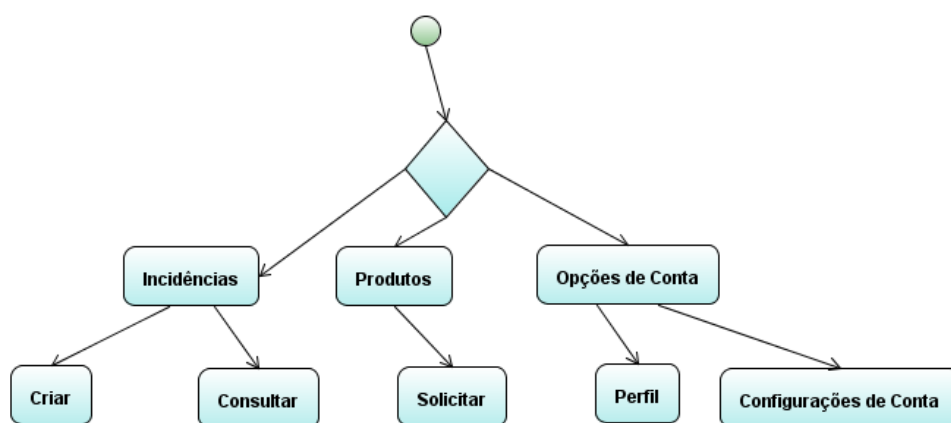 Incidências
Produtos
Opções de Conta
Criar
Consultar
Solicitar
Perfil
Configurações de Conta